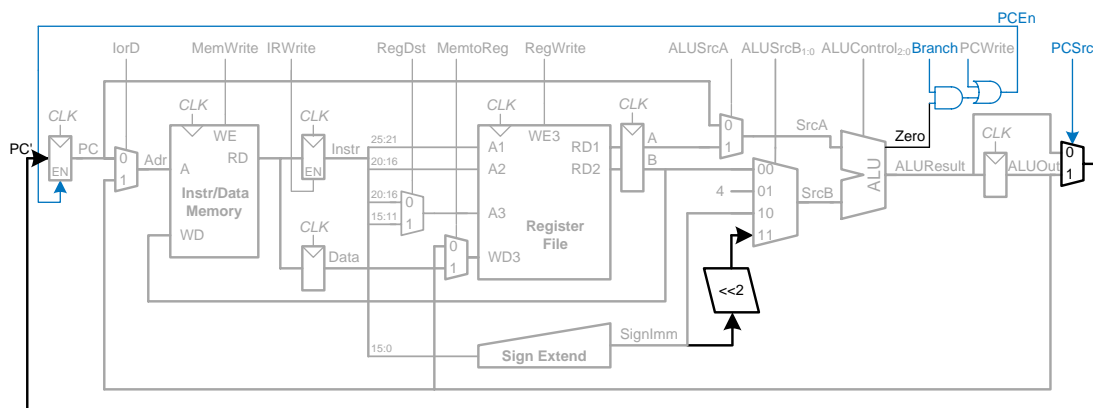 PCEn
IorD MemWrite IRWrite RegDst MemtoReg RegWrite ALUSrcA ALUSrcB1:0 ALUControl2:0 Branch PCWrite PCSrc
CLK CLK CLK CLK CLK CLK
PC' PC EN
0 1 Adr
WE RD A
Instr/Data
Memory
WD
EN Instr
CLK
Data
25:21
20:16
20:16
15:11
15:0
0 1
0 1
WE3
A1 RD1
A2 RD2
A3
Register
File
WD3
A
B
0 1
4
00
01
10
11
SrcA
SrcB
ALU
Zero
ALUResult
ALUOut
0
1
<<2
SignImm
Sign Extend